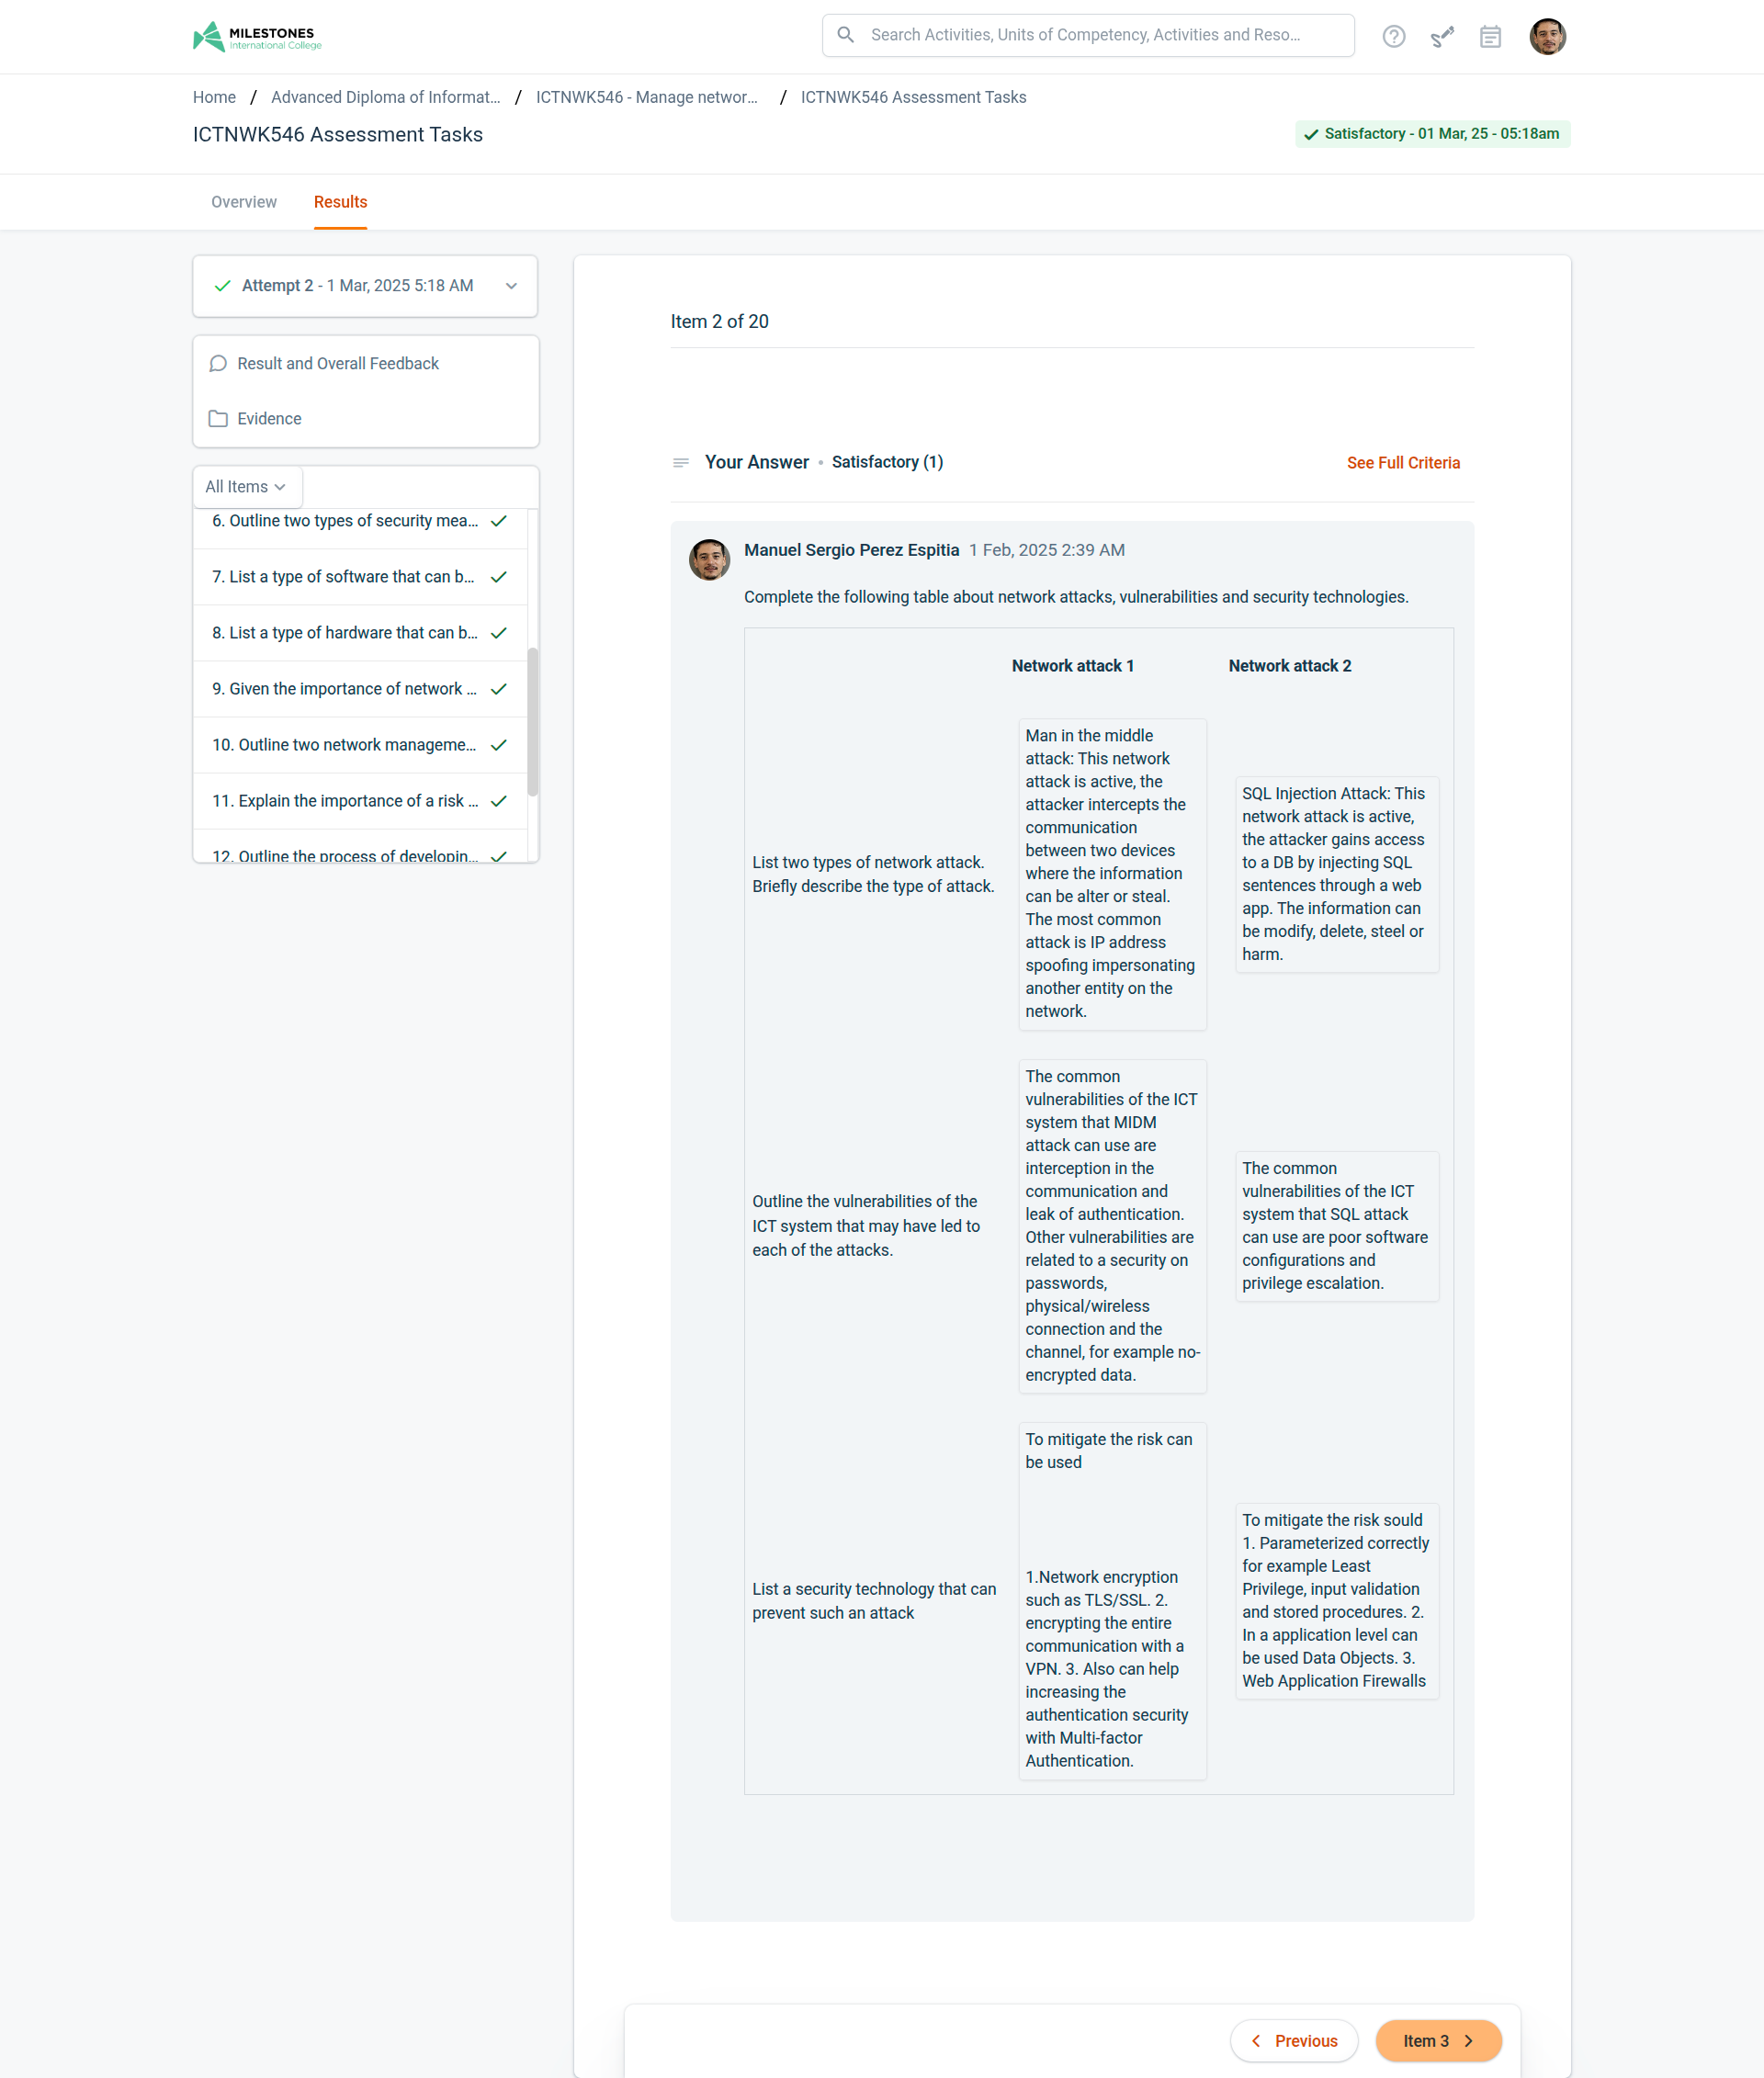 MILESTONES
International College
Search Activities, Units of Competency, Activities and Reso...
Home / Advanced Diploma of Informat... / ICTNWK546 - Manage networ... / ICTNWK546 Assessment Tasks
ICTNWK546 Assessment Tasks
Satisfactory - 01 Mar, 25 - 05:18am
Overview
Results
Attempt 2 - 1 Mar, 2025 5:18 AM
Result and Overall Feedback
Evidence
All Items
6. Outline two types of security mea...
7. List a type of software that can b...
8. List a type of hardware that can b...
9. Given the importance of network ...
10. Outline two network manageme...
11. Explain the importance of a risk ...
12. Outline the process of developin...
Item 2 of 20
Your Answer • Satisfactory (1)
See Full Criteria
Manuel Sergio Perez Espitia 1 Feb, 2025 2:39 AM
Complete the following table about network attacks, vulnerabilities and security technologies.
Network attack 1
Network attack 2
List two types of network attack.
Briefly describe the type of attack.
Man in the middle
attack: This network
attack is active, the
attacker intercepts the
communication
between two devices
where the information
can be alter or steal.
The most common
attack is IP address
spoofing impersonating
another entity on the
network.
SQL Injection Attack: This
network attack is active,
the attacker gains access
to a DB by injecting SQL
sentences through a web
app. The information can
be modify, delete, steel or
harm.
Outline the vulnerabilities of the
ICT system that may have led to
each of the attacks.
The common
vulnerabilities of the ICT
system that MIDM
attack can use are
interception in the
communication and
leak of authentication.
Other vulnerabilities are
related to a security on
passwords,
physical/wireless
connection and the
channel, for example no-
encrypted data.
The common
vulnerabilities of the ICT
system that SQL attack
can use are poor software
configurations and
privilege escalation.
List a security technology that can
prevent such an attack
To mitigate the risk can
be used
1.Network encryption
such as TLS/SSL. 2.
encrypting the entire
communication with a
VPN. 3. Also can help
increasing the
authentication security
with Multi-factor
Authentication.
To mitigate the risk sould
1. Parameterized correctly
for example Least
Privilege, input validation
and stored procedures. 2.
In a application level can
be used Data Objects. 3.
Web Application Firewalls
Previous
Item 3